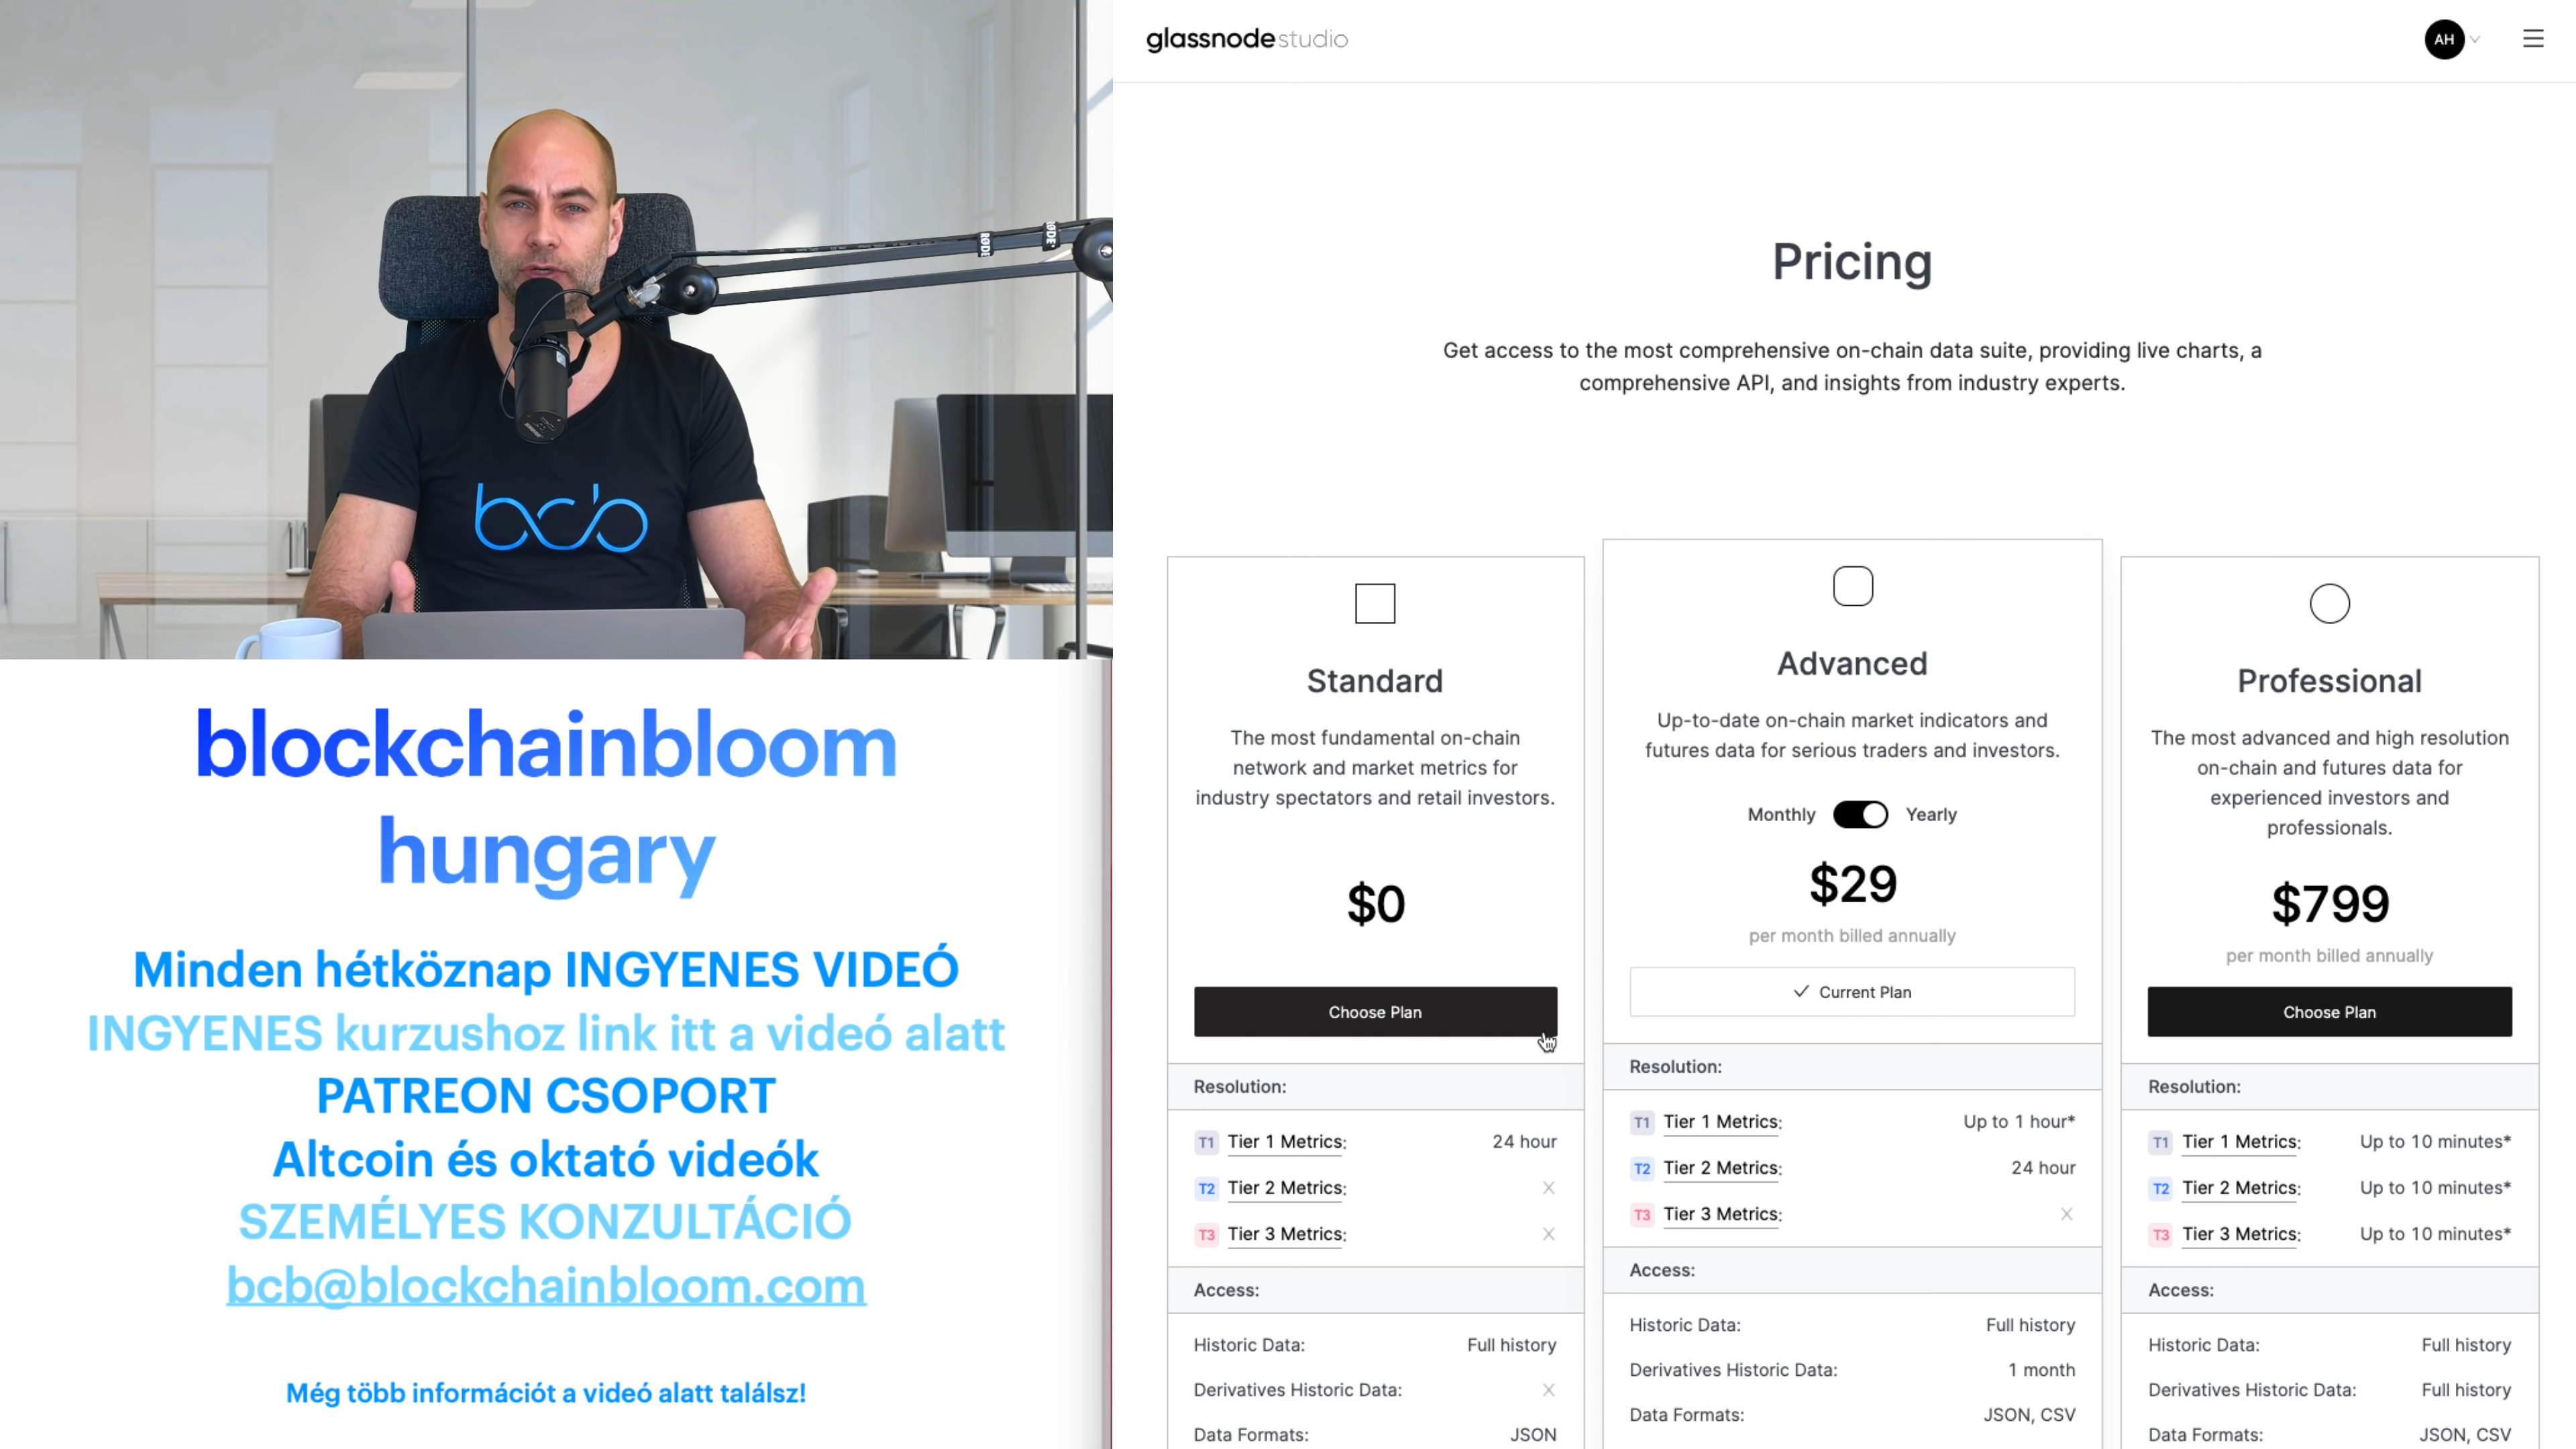 RØDE
RØDE
bcb
blockchainbloom
hungary
Minden hétköznap INGYENES VIDEÓ
INGYENES kurzushoz link itt a videó alatt
PATREON CSOPORT
Altcoin és oktató videók
SZEMÉLYES KONZULTÁCIÓ
bcb@blockchainbloom.com
Még több információt a videó alatt találsz!
glassnodestudio
AH
Pricing
Get access to the most comprehensive on-chain data suite, providing live charts, a
comprehensive API, and insights from industry experts.
Standard
The most fundamental on-chain
network and market metrics for
industry spectators and retail investors.
$0
Choose Plan
Resolution:
T1 Tier 1 Metrics: 24 hour
T2 Tier 2 Metrics: X
T3 Tier 3 Metrics: X
Access:
Historic Data: Full history
Derivatives Historic Data: X
Data Formats: JSON
Advanced
Up-to-date on-chain market indicators and
futures data for serious traders and investors.
Monthly Yearly
$29
per month billed annually
✓ Current Plan
Resolution:
T1 Tier 1 Metrics: Up to 1 hour*
T2 Tier 2 Metrics: 24 hour
T3 Tier 3 Metrics: X
Access:
Historic Data: Full history
Derivatives Historic Data: 1 month
Data Formats: JSON, CSV
Professional
The most advanced and high resolution
on-chain and futures data for
experienced investors and
professionals.
$799
per month billed annually
Choose Plan
Resolution:
T1 Tier 1 Metrics: Up to 10 minutes*
T2 Tier 2 Metrics: Up to 10 minutes*
T3 Tier 3 Metrics: Up to 10 minutes*
Access:
Historic Data: Full history
Derivatives Historic Data: Full history
Data Formats: JSON, CSV